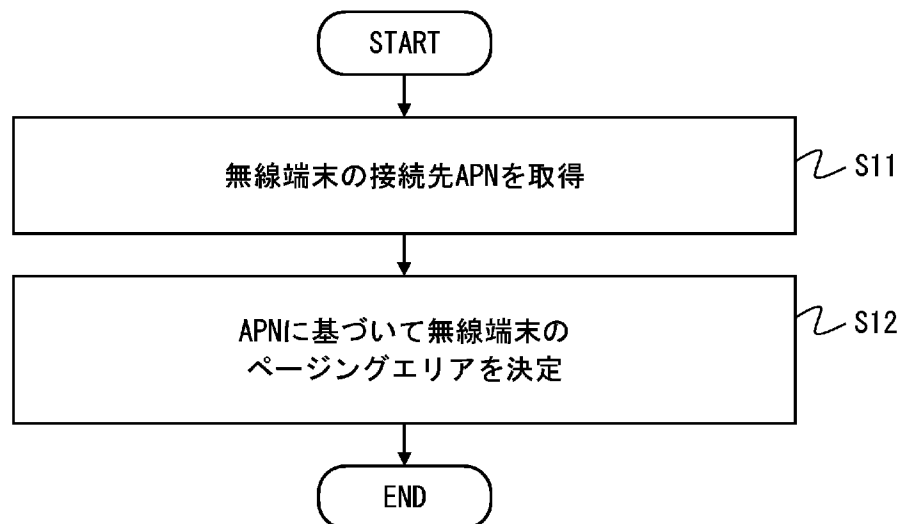 START
無線端末の接続先APNを取得
S11
APNに基づいて無線端末の
ページングエリアを決定
S12
END